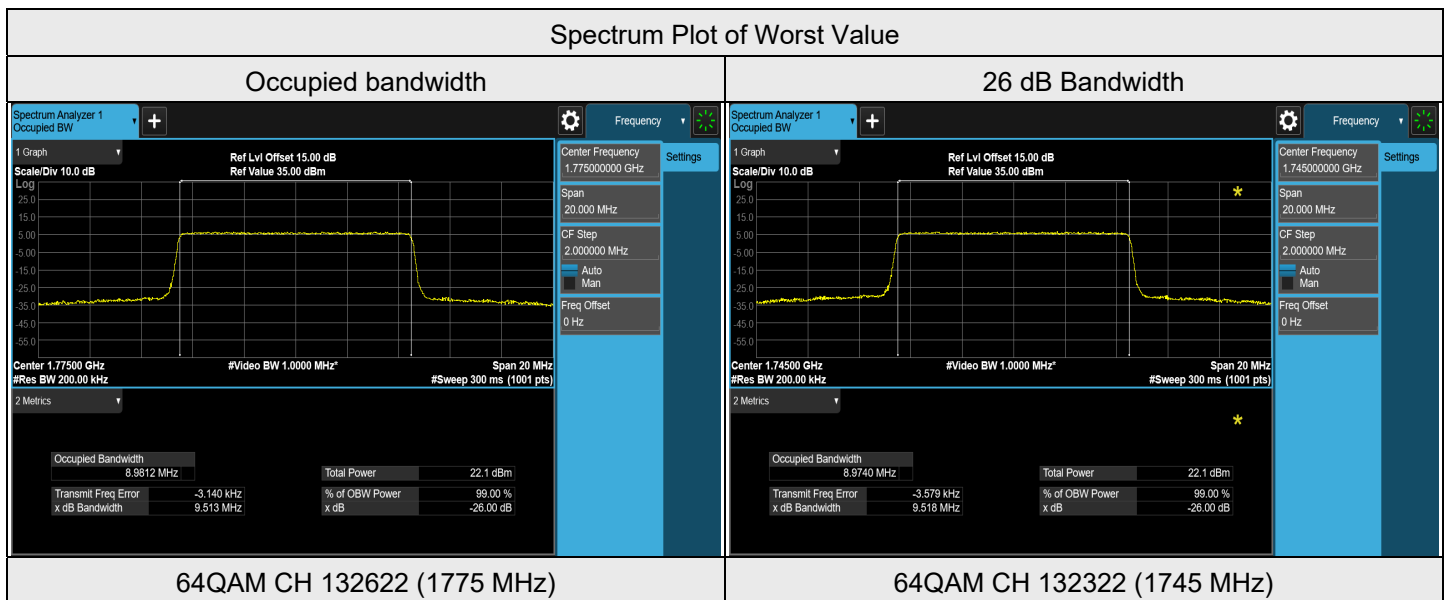 Spectrum Plot of Worst Value
Occupied bandwidth
26 dB Bandwidth
Spectrum Analyzer 1
Occupied BW
+
Frequency
1 Graph
Ref Lvl Offset 15.00 dB
Scale/Div 10.0 dB
Ref Value 35.00 dBm
Log
25.0
15.0
5.00
-5.00
-15.0
-25.0
-35.0
-45.0
-55.0
Center 1.77500 GHz
#Video BW 1.0000 MHz*
Span 20 MHz
#Res BW 200.00 kHz
#Sweep 300 ms (1001 pts)
Center Frequency
1.775000000 GHz
Settings
Span
20.000 MHz
CF Step
2.000000 MHz
Auto
Man
Freq Offset
0 Hz
2 Metrics
Occupied Bandwidth
8.9812 MHz
Total Power 22.1 dBm
Transmit Freq Error -3.140 kHz
% of OBW Power 99.00 %
x dB Bandwidth 9.513 MHz
x dB -26.00 dB
Spectrum Analyzer 1
Occupied BW
+
Frequency
1 Graph
Ref Lvl Offset 15.00 dB
Scale/Div 10.0 dB
Ref Value 35.00 dBm
Log
25.0
15.0
5.00
-5.00
-15.0
-25.0
-35.0
-45.0
-55.0
*
Center 1.74500 GHz
#Video BW 1.0000 MHz*
Span 20 MHz
#Res BW 200.00 kHz
#Sweep 300 ms (1001 pts)
Center Frequency
1.745000000 GHz
Settings
Span
20.000 MHz
CF Step
2.000000 MHz
Auto
Man
Freq Offset
0 Hz
2 Metrics
*
Occupied Bandwidth
8.9740 MHz
Total Power 22.1 dBm
Transmit Freq Error -3.579 kHz
% of OBW Power 99.00 %
x dB Bandwidth 9.518 MHz
x dB -26.00 dB
64QAM CH 132622 (1775 MHz)
64QAM CH 132322 (1745 MHz)